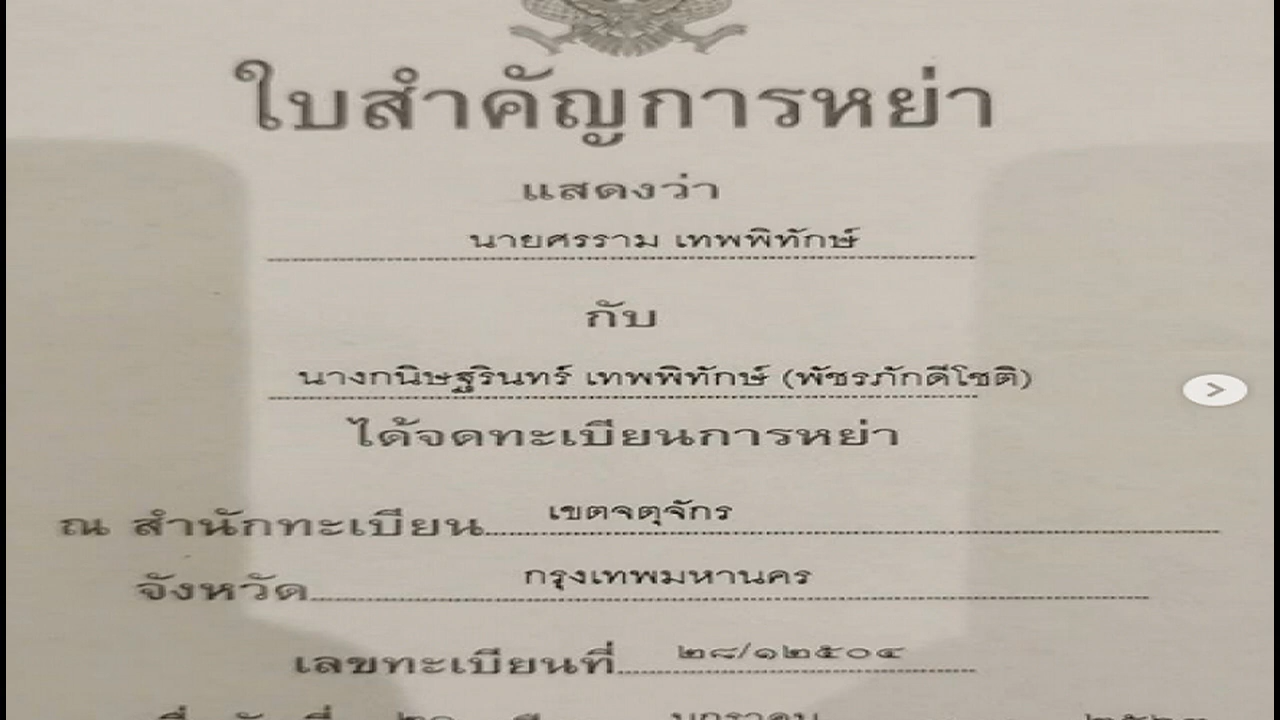 ใบสำคัญการหย่า
แสดงว่า
นายศรราม เทพพิทักษ์
กับ
นางกนิษฐรินทร์ เทพพิทักษ์ (พัชรภักดีโชติ)
ได้จดทะเบียนการหย่า
ณ สำนักทะเบียน เขตจตุจักร
จังหวัด กรุงเทพมหานคร
เลขทะเบียนที่ ๒๘/๑๒๕๐๔
มกราคม